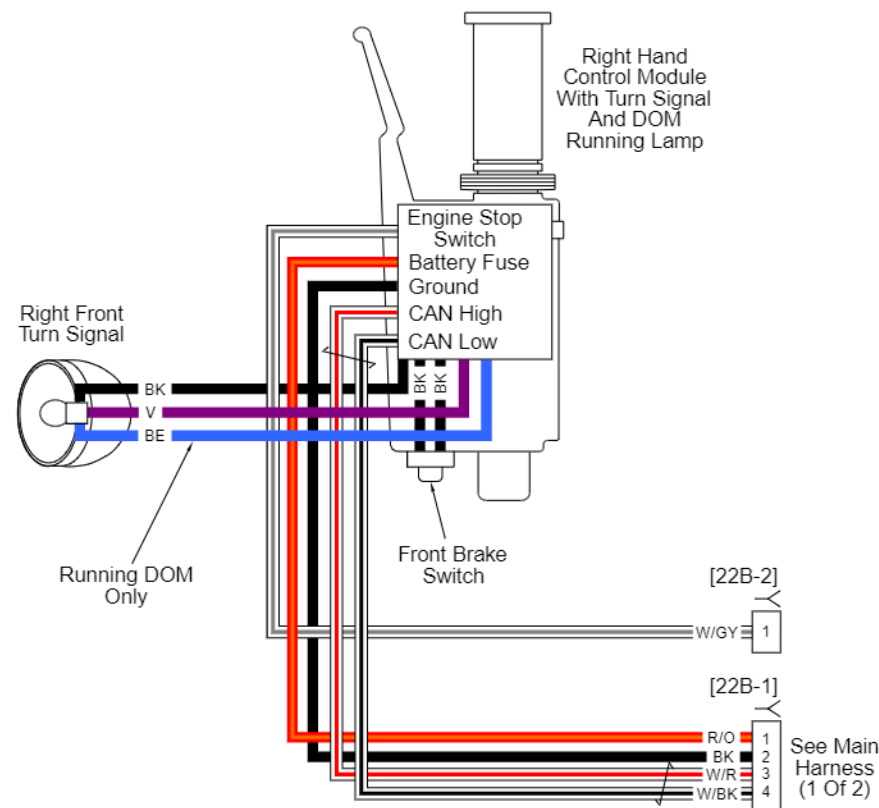 Right Hand
Control Module
With Turn Signal
And DOM
Running Lamp
Engine Stop
Switch
Battery Fuse
Ground
CAN High
CAN Low
Right Front
Turn Signal
BK
V
BE
BK
BK
Running DOM
Only
Front Brake
Switch
[22B-2]
W/GY
1
[22B-1]
R/O
1
BK
2
W/R
3
W/BK
4
See Main
Harness
(1 Of 2)